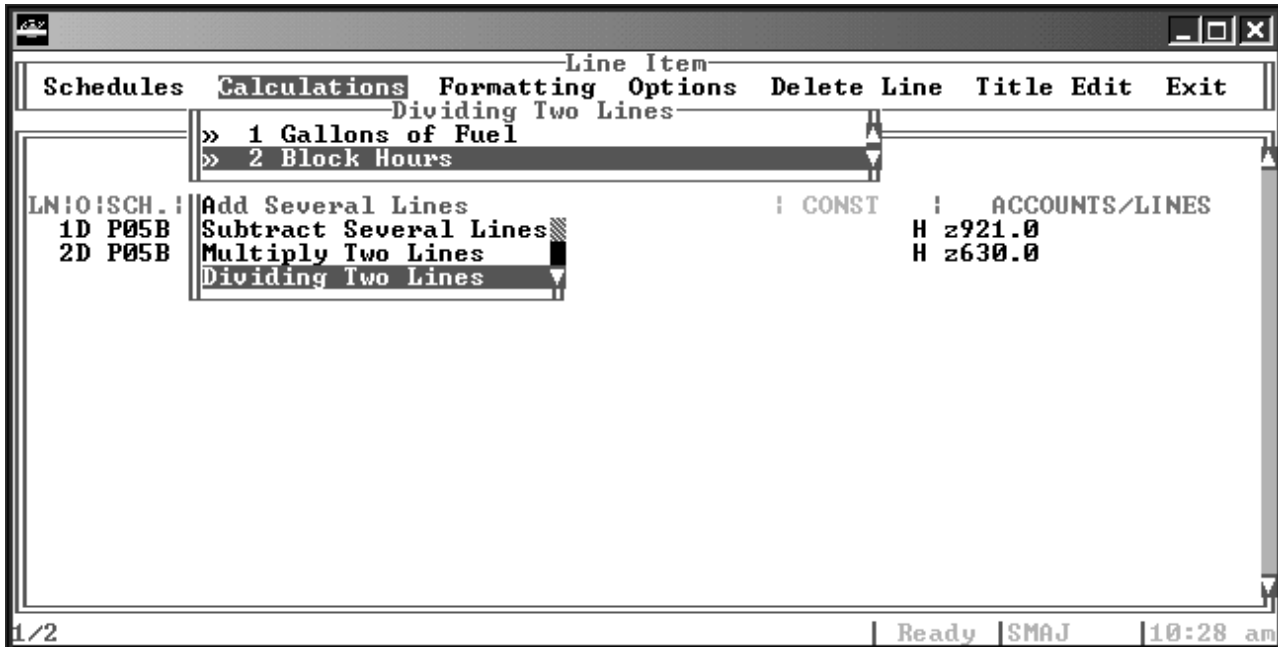 Line Item
Schedules Calculations Formatting Options Delete Line Title Edit Exit
Dividing Two Lines
» 1 Gallons of Fuel
» 2 Block Hours
LN¦O¦SCH.¦ Add Several Lines ¦ CONST ¦ ACCOUNTS/LINES
1D P05B Subtract Several Lines H z921.0
2D P05B Multiply Two Lines H z630.0
Dividing Two Lines
1/2 Ready SMAJ 10:28 am